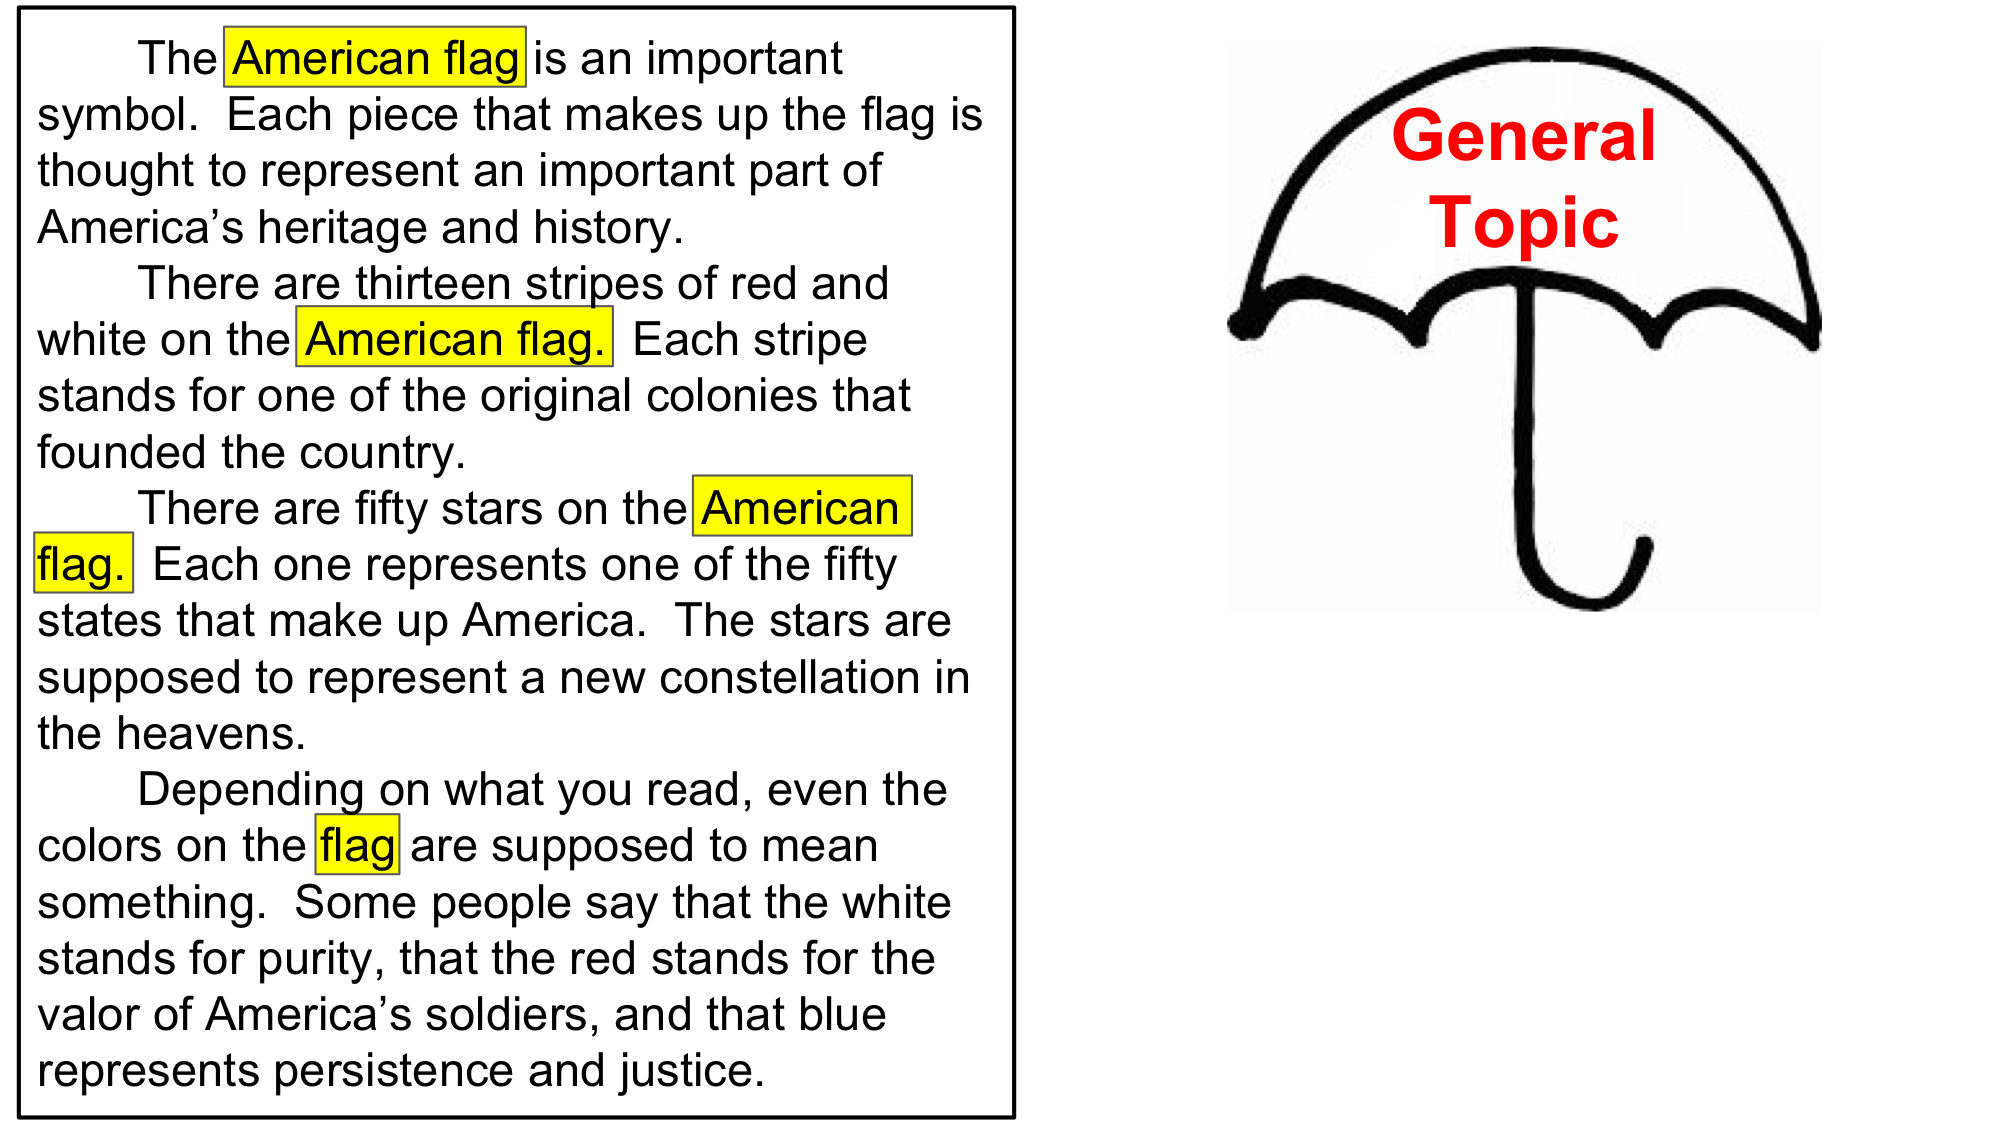 The American flag is an important
symbol.  Each piece that makes up the flag is
thought to represent an important part of
America’s heritage and history.
There are thirteen stripes of red and
white on the American flag.  Each stripe
stands for one of the original colonies that
founded the country.
There are fifty stars on the American
flag.  Each one represents one of the fifty
states that make up America.  The stars are
supposed to represent a new constellation in
the heavens.
Depending on what you read, even the
colors on the flag are supposed to mean
something.  Some people say that the white
stands for purity, that the red stands for the
valor of America’s soldiers, and that blue
represents persistence and justice.
General
Topic